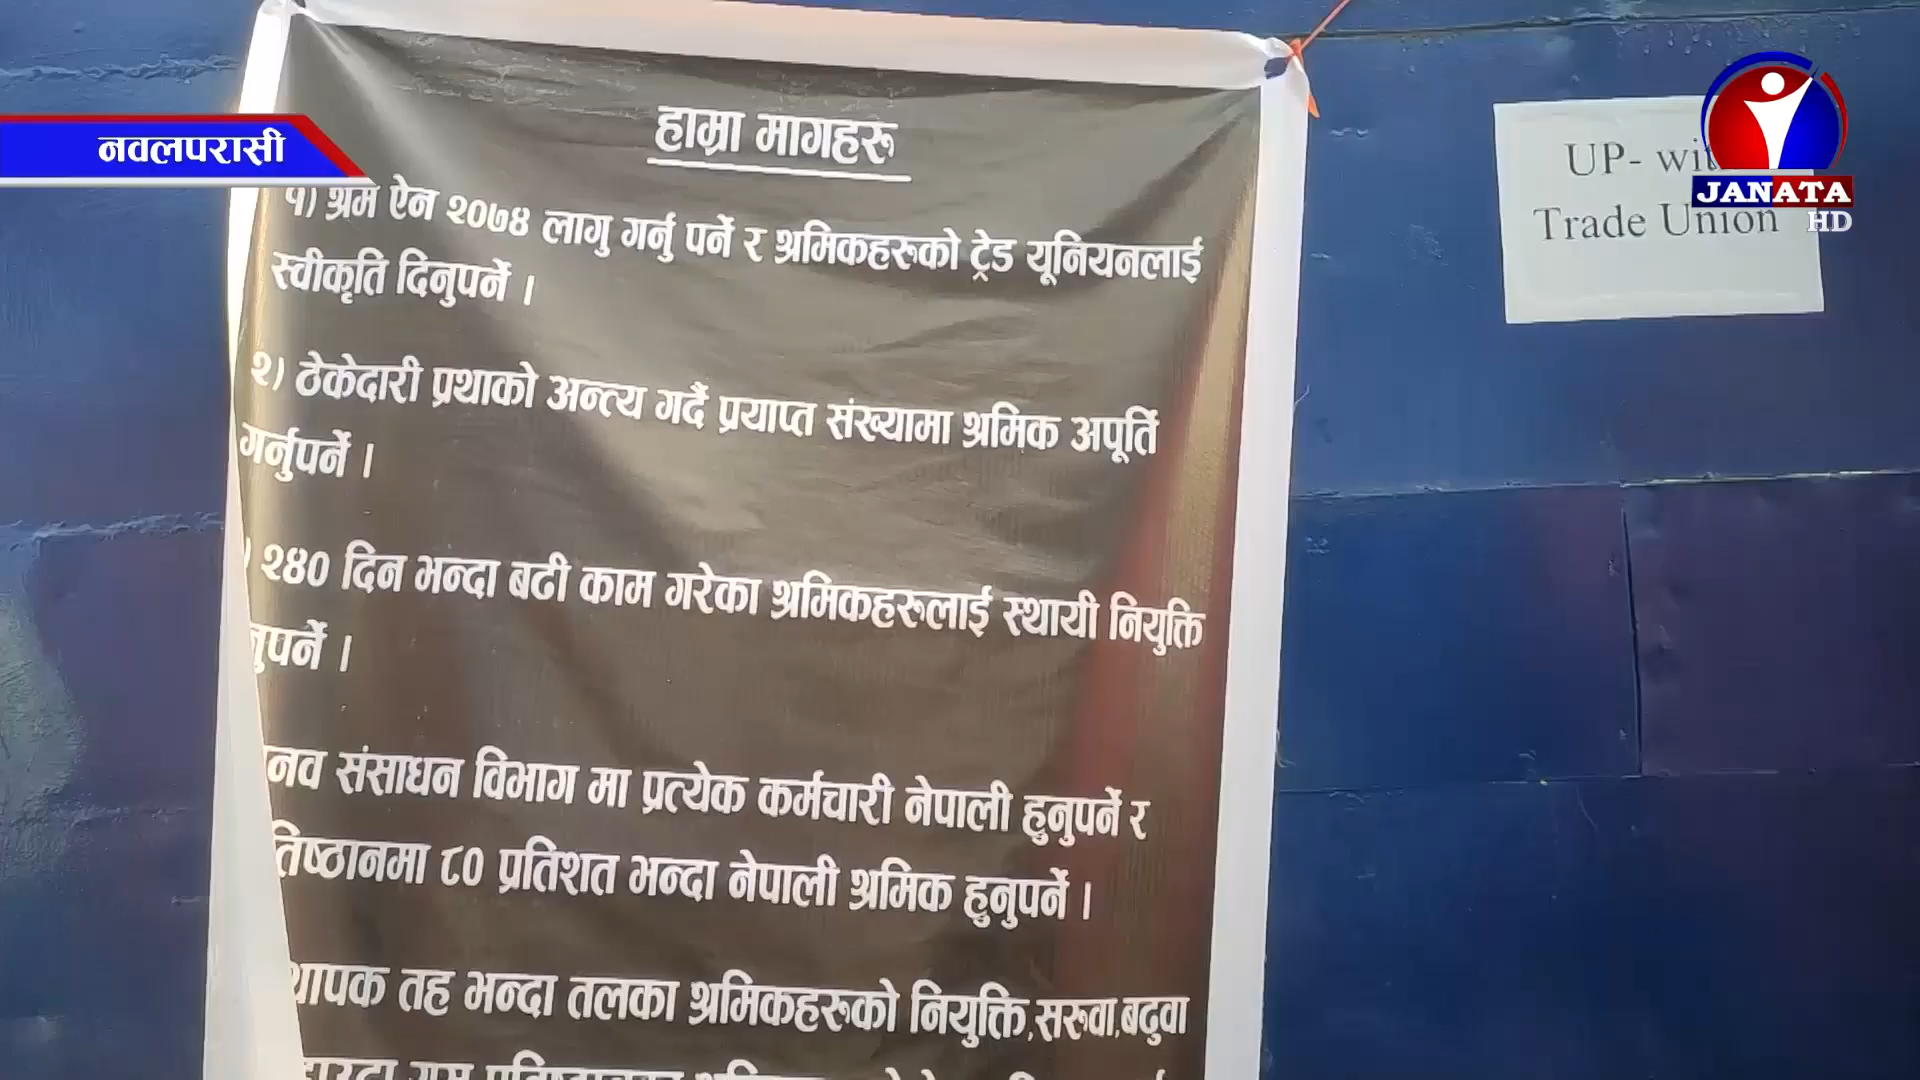 नवलपरासी
हाम्रा मागहरु
१) श्रम ऐन २०७४ लागु गर्नु पर्ने र श्रमिकहरुको ट्रेड यूनियनलाई
स्वीकृति दिनुपर्ने ।
२) ठेकेदारी प्रथाको अन्त्य गर्दै प्रयाप्त संख्यामा श्रमिक अपूर्ति
गर्नुपर्ने ।
) २४० दिन भन्दा बढी काम गरेका श्रमिकहरुलाई स्थायी नियुक्ति
नुपर्ने ।
नव संसाधन विभाग मा प्रत्येक कर्मचारी नेपाली हुनुपर्ने र
तिष्ठानमा ८० प्रतिशत भन्दा नेपाली श्रमिक हुनुपर्ने ।
थापक तह भन्दा तलका श्रमिकहरुको नियुक्ति,सरुवा,बढुवा
UP- wit
Trade Union
JANATA
HD